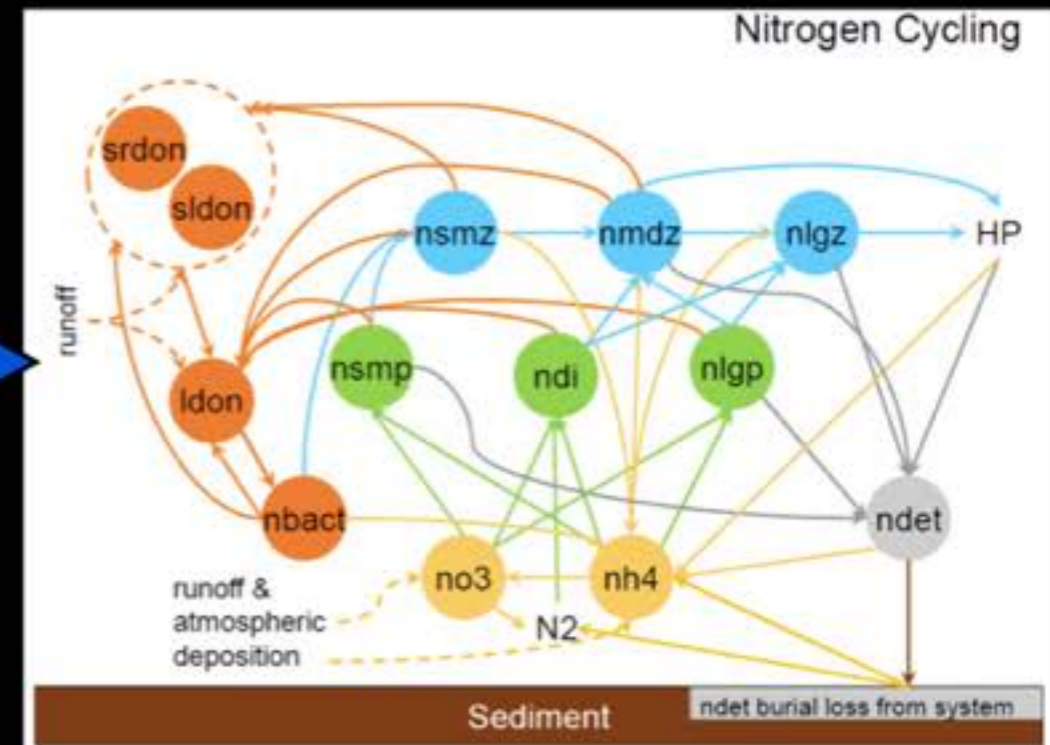 Nitrogen Cycling
srdon
sldon
nsmz
nmdz
nlgz
HP
runoff
nsmp
ndi
nlgp
ldon
nbact
no3
nh4
ndet
runoff &
atmospheric
deposition
N2
Sediment
ndet burial loss from system